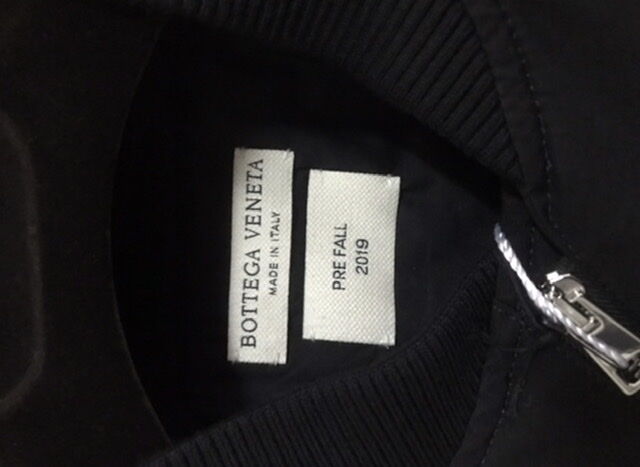 BOTTEGA VENETA
MADE IN ITALY
PRE FALL
2019